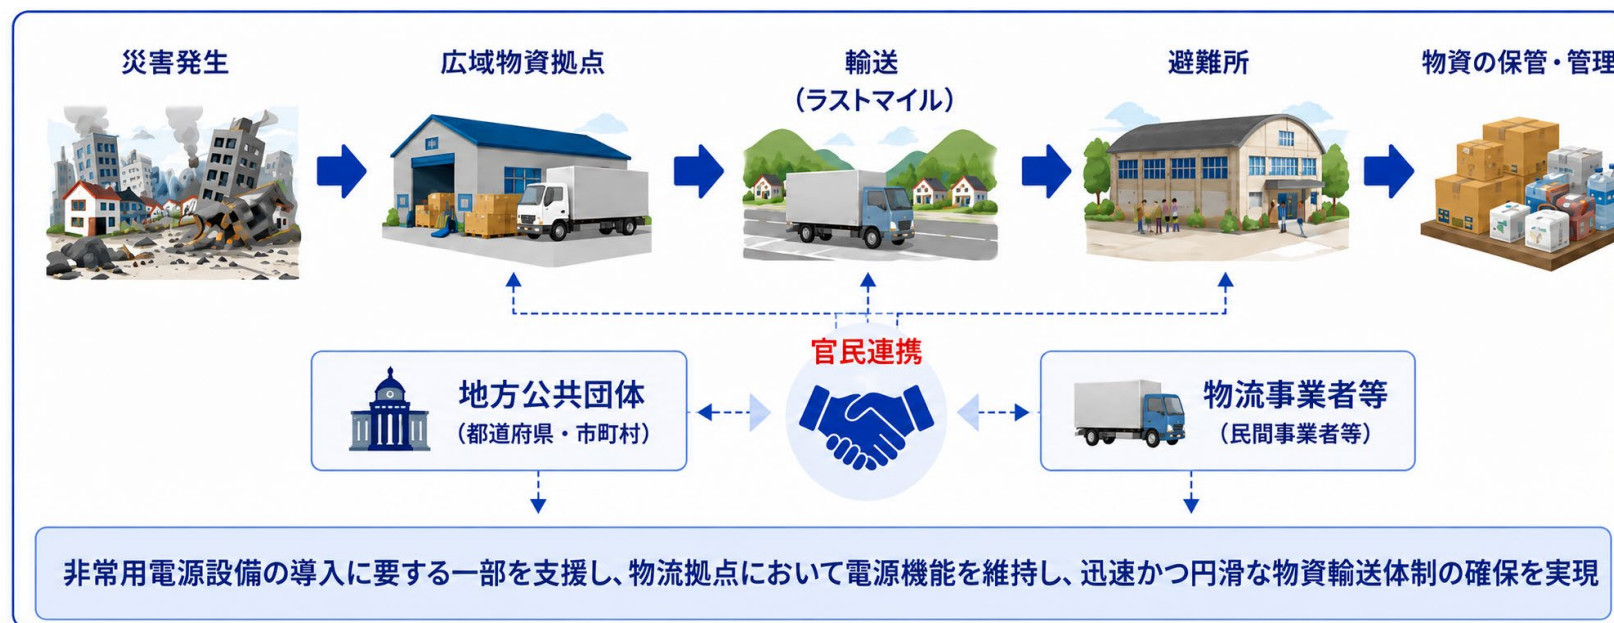 災害発生
広域物資拠点
輸送
（ラストマイル）
避難所
物資の保管・管理
官民連携
地方公共団体
（都道府県・市町村）
物流事業者等
（民間事業者等）
非常用電源設備の導入に要する一部を支援し、物流拠点において電源機能を維持し、迅速かつ円滑な物資輸送体制の確保を実現